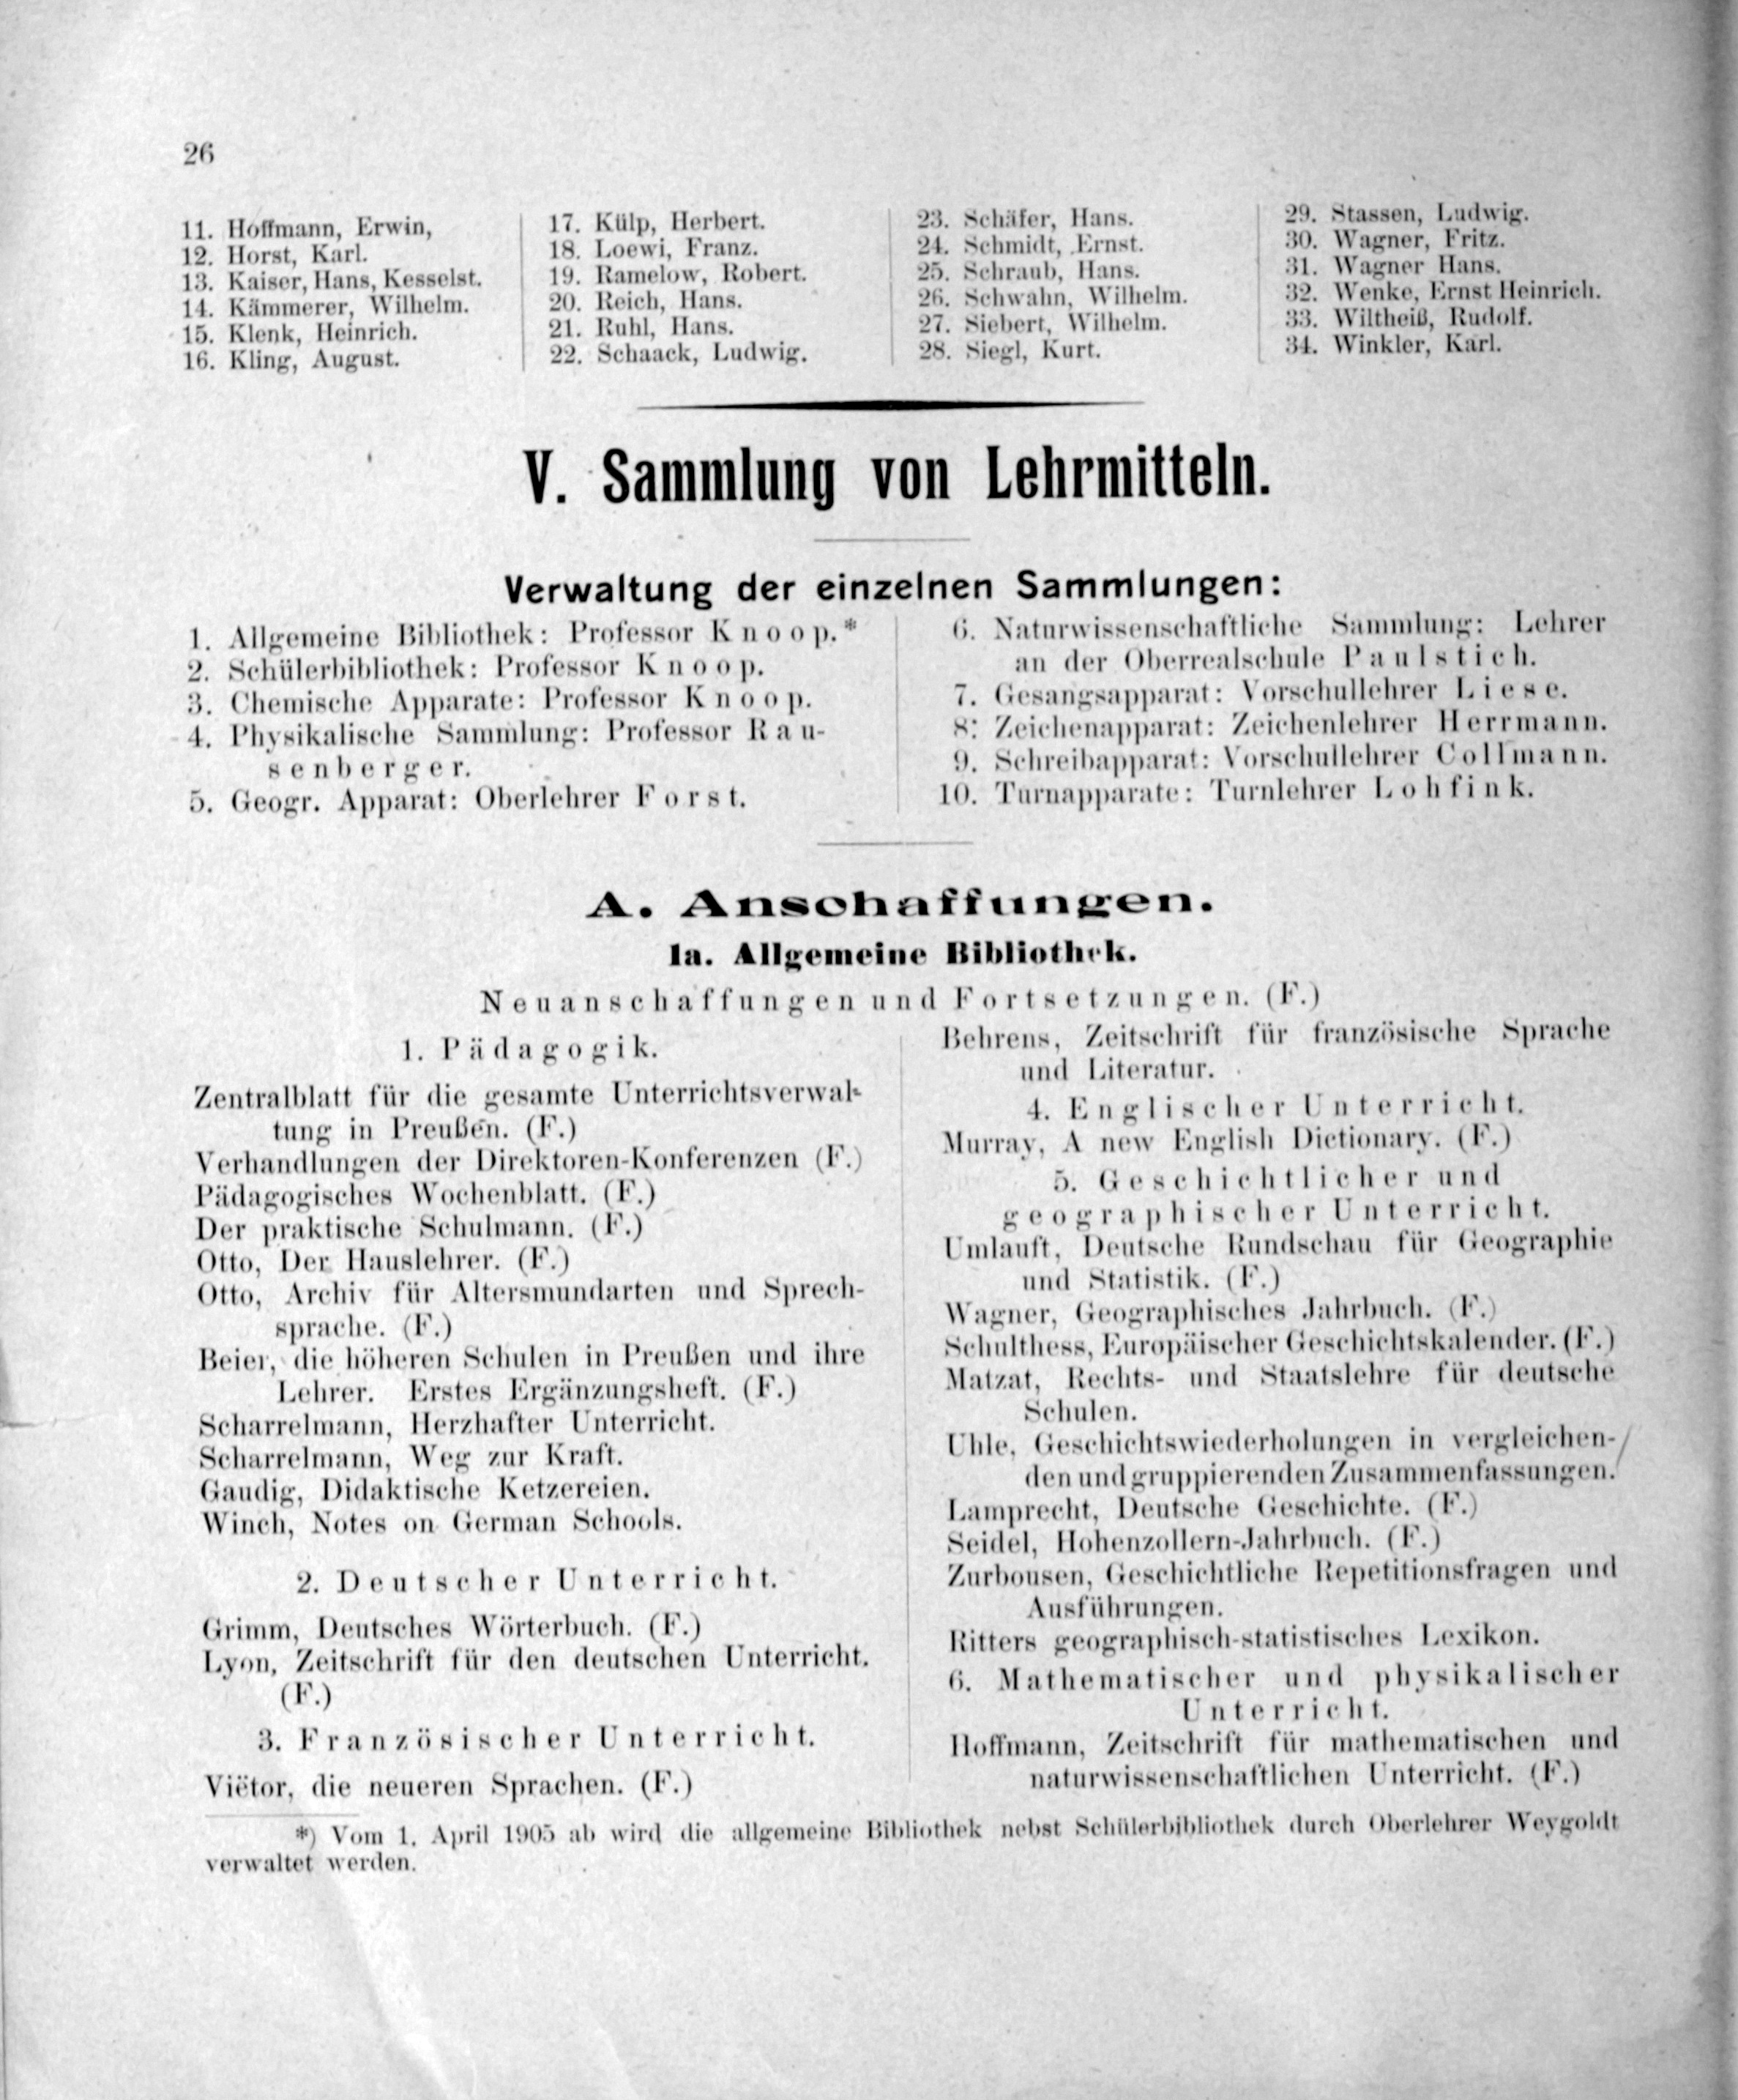 26
11. Hoffmann, Erwin,
12. Horst, Karl.
13. Kaiser, Hans, Kesselst.
14. Kämmerer, Wilhelm.
15. Klenk, Heinrich.
16. Kling, August.
17. Külp, Herbert.
18. Loewi, Franz.
19. Ramelow, Robert.
20. Reich, Hans.
21. Ruhl, Hans.
22. Schaack, Ludwig.
23. Schäfer, Hans.
24. Schmidt, Ernst.
25. Schraub, Hans.
26. Schwahn, Wilhelm.
27. Siebert, Wilhelm.
28. Siegl, Kurt.
29. Stassen, Ludwig.
30. Wagner, Fritz.
31. Wagner Hans.
32. Wenke, Ernst Heinrich.
33. Wiltheiß, Rudolf.
34. Winkler, Karl.
V. Sammlung von Lehrmitteln.
Verwaltung der einzelnen Sammlungen:
1. Allgemeine Bibliothek: Professor Knoop.*
2. Schülerbibliothek: Professor Knoop.
3. Chemische Apparate: Professor Knoop.
4. Physikalische Sammlung: Professor Rau-
senberger.
5. Geogr. Apparat: Oberlehrer Forst.
6. Naturwissenschaftliche Sammlung: Lehrer
an der Oberrealschule Paulstich.
7. Gesangsapparat: Vorschullehrer Liese.
8: Zeichenapparat: Zeichenlehrer Herrmann.
9. Schreibapparat: Vorschullehrer Collmann.
10. Turnapparate: Turnlehrer Lohfink.
A. Anschaffungen.
1a. Allgemeine Bibliothek.
Neuanschaffungen und Fortsetzungen. (F.)
1. Pädagogik.
Zentralblatt für die gesamte Unterrichtsverwal-
tung in Preußen. (F.)
Verhandlungen der Direktoren-Konferenzen (F.)
Pädagogisches Wochenblatt. (F.)
Der praktische Schulmann. (F.)
Otto, Der Hauslehrer. (F.)
Otto, Archiv für Altersmundarten und Sprech-
sprache. (F.)
Beier, die höheren Schulen in Preußen und ihre
Lehrer. Erstes Ergänzungsheft. (F.)
Scharrelmann, Herzhafter Unterricht.
Scharrelmann, Weg zur Kraft.
Gaudig, Didaktische Ketzereien.
Winch, Notes on German Schools.
2. Deutscher Unterricht.
Grimm, Deutsches Wörterbuch. (F.)
Lyon, Zeitschrift für den deutschen Unterricht.
(F.)
3. Französischer Unterricht.
Viëtor, die neueren Sprachen. (F.)
Behrens, Zeitschrift für französische Sprache
und Literatur.
4. Englischer Unterricht.
Murray, A new English Dictionary. (F.)
5. Geschichtlicher und
geographischer Unterricht.
Umlauft, Deutsche Rundschau für Geographie
und Statistik. (F.)
Wagner, Geographisches Jahrbuch. (F.)
Schulthess, Europäischer Geschichtskalender. (F.)
Matzat, Rechts- und Staatslehre für deutsche
Schulen.
Uhle, Geschichtswiederholungen in vergleichen-
den und gruppierenden Zusammenfassungen.
Lamprecht, Deutsche Geschichte. (F.)
Seidel, Hohenzollern-Jahrbuch. (F.)
Zurbousen, Geschichtliche Repetitionsfragen und
Ausführungen.
Ritters geographisch-statistisches Lexikon.
6. Mathematischer und physikalischer
Unterricht.
Hoffmann, Zeitschrift für mathematischen und
naturwissenschaftlichen Unterricht. (F.)
*) Vom 1. April 1905 ab wird die allgemeine Bibliothek nebst Schülerbibliothek durch Oberlehrer Weygoldt
verwaltet werden.